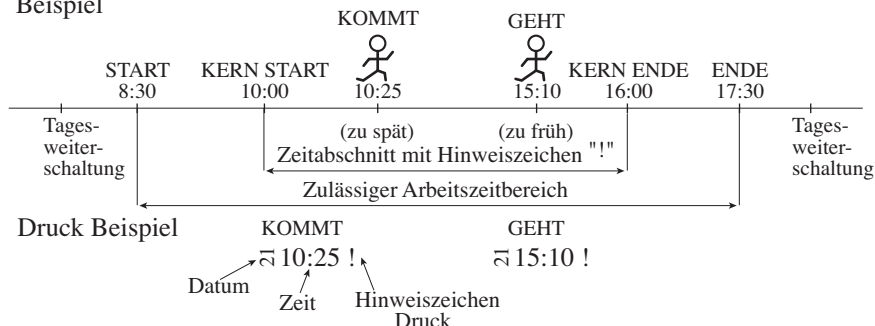 Beispiel
KOMMT GEHT
START KERN START KERN ENDE ENDE
8:30 10:00 10:25 15:10 16:00 17:30
Tages- (zu spät) (zu früh) Tages-
weiter- Zeitabschnitt mit Hinweiszeichen "!" weiter-
schaltung schaltung
Zulässiger Arbeitszeitbereich
Druck Beispiel KOMMT GEHT
21 10:25 ! 21 15:10 !
Datum
Zeit Hinweiszeichen
Druck